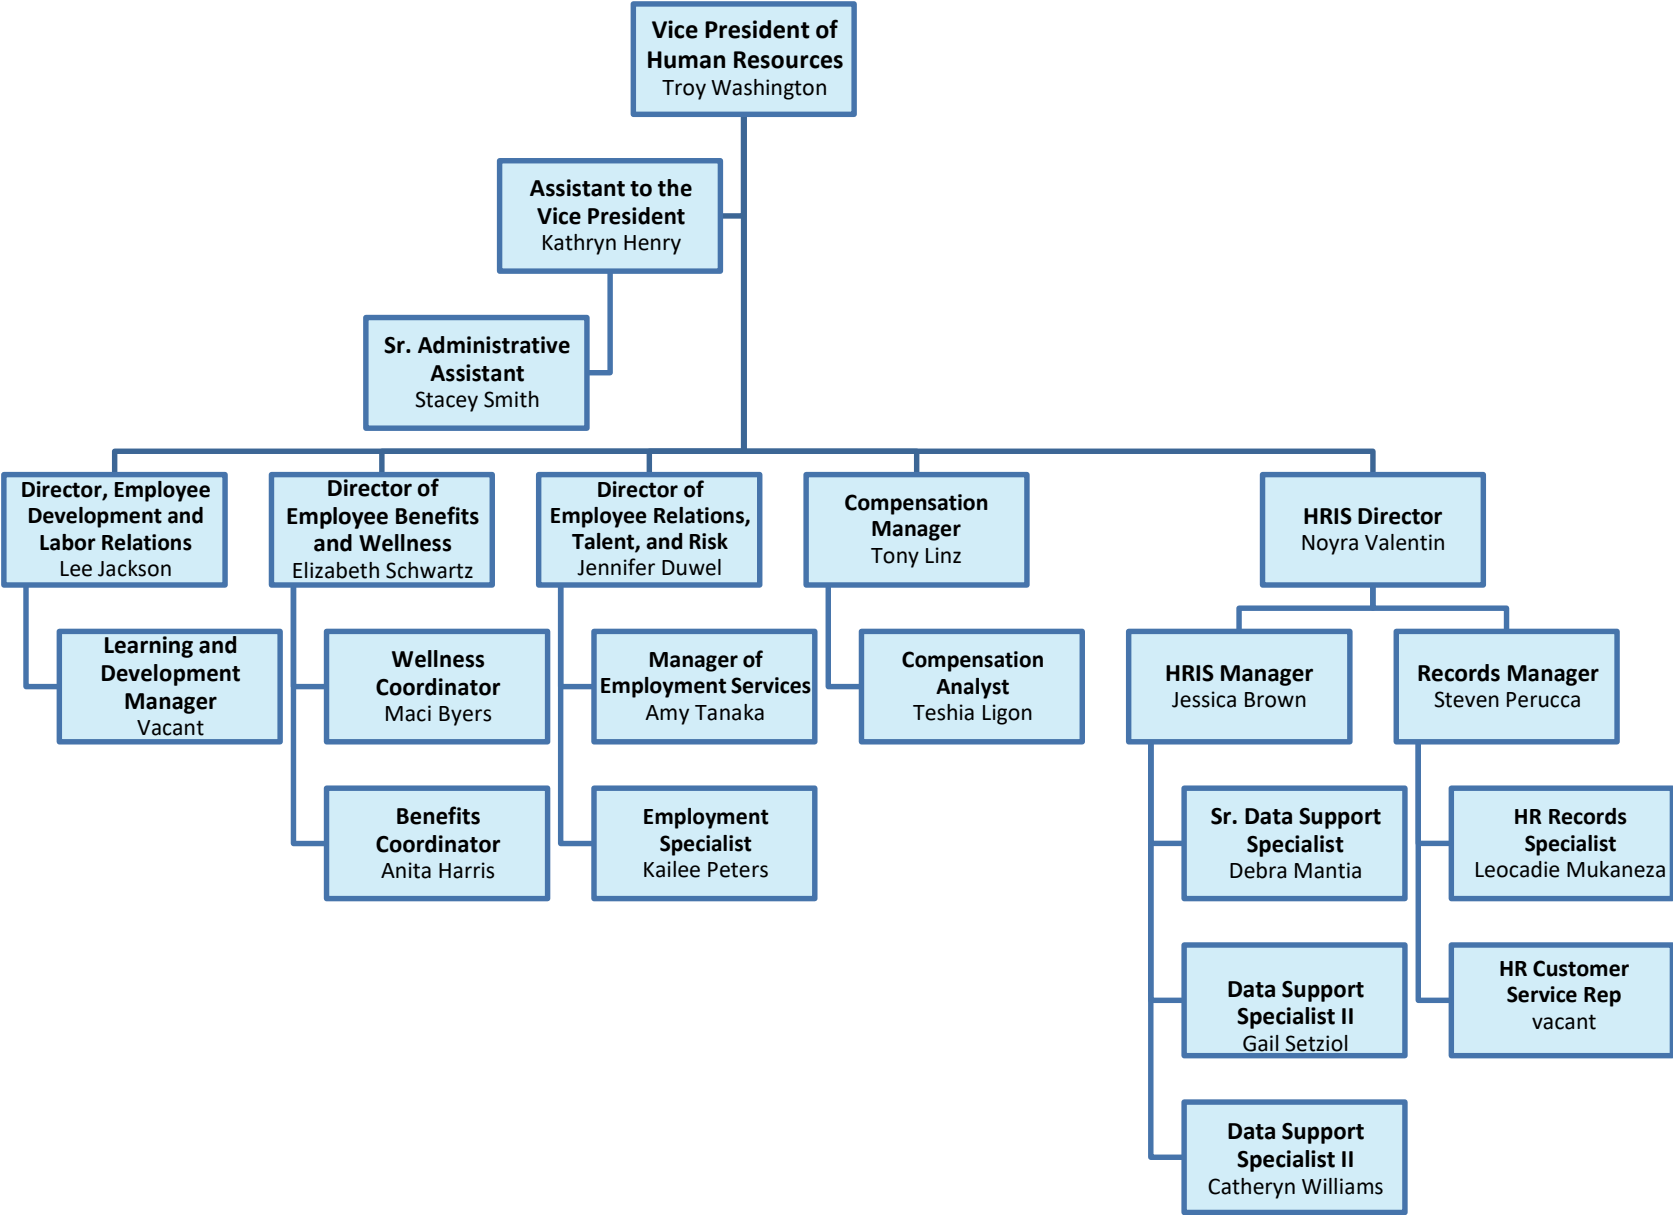 Vice President of
Human Resources
Troy Washington
Assistant to the
Vice President
Kathryn Henry
Sr. Administrative
Assistant
Stacey Smith
Director, Employee
Development and
Labor Relations
Lee Jackson
Director of
Employee Benefits
and Wellness
Elizabeth Schwartz
Director of
Employee Relations,
Talent, and Risk
Jennifer Duwel
Compensation
Manager
Tony Linz
HRIS Director
Noyra Valentin
Learning and
Development
Manager
Vacant
Wellness
Coordinator
Maci Byers
Manager of
Employment Services
Amy Tanaka
Compensation
Analyst
Teshia Ligon
HRIS Manager
Jessica Brown
Records Manager
Steven Perucca
Benefits
Coordinator
Anita Harris
Employment
Specialist
Kailee Peters
Sr. Data Support
Specialist
Debra Mantia
HR Records
Specialist
Leocadie Mukaneza
Data Support
Specialist II
Gail Setziol
HR Customer
Service Rep
vacant
Data Support
Specialist II
Catheryn Williams